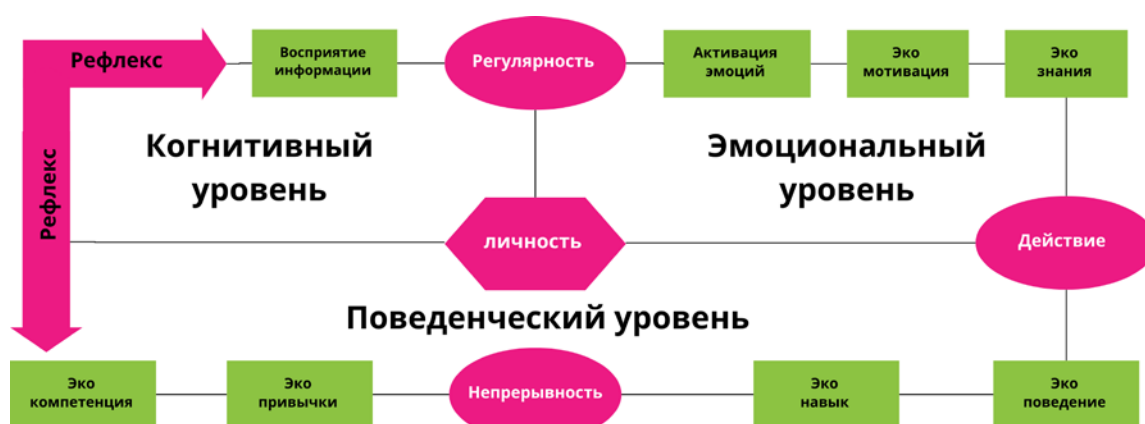 Рефлекс
Восприятие
информации
Регулярность
Активация
эмоций
Эко
мотивация
Эко
знания
Рефлекс
Когнитивный
уровень
Эмоциональный
уровень
личность
Действие
Поведенческий уровень
Эко
компетенция
Эко
привычки
Непрерывность
Эко
навык
Эко
поведение